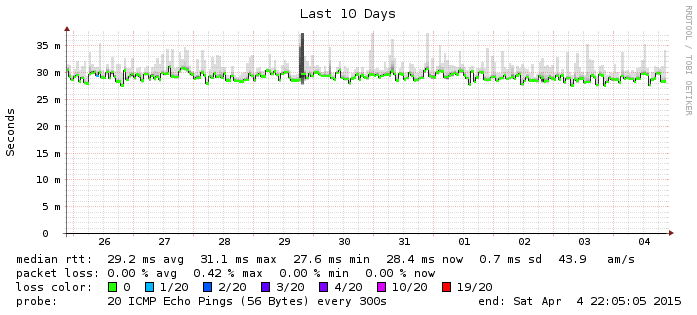 Last 10 Days
RRDTOOL / TOBI OETIKER
Seconds
35 m
30 m
25 m
20 m
15 m
10 m
5 m
0
26 27 28 29 30 31 01 02 03 04
median rtt: 29.2 ms avg 31.1 ms max 27.6 ms min 28.4 ms now 0.7 ms sd 43.9 am/s
packet loss: 0.00 % avg 0.42 % max 0.00 % min 0.00 % now
loss color: 0 1/20 2/20 3/20 4/20 10/20 19/20
probe: 20 ICMP Echo Pings (56 Bytes) every 300s end: Sat Apr 4 22:05:05 2015